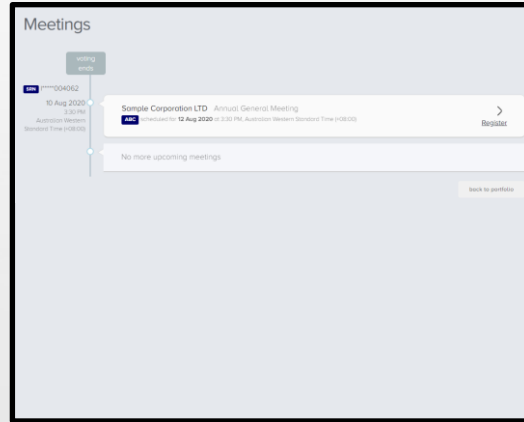 Meetings
voting
ends
SRN /*****004062
10 Aug 2020
3:30 PM
Australian Western
Standard Time (+08:00)
Sample Corporation LTD Annual General Meeting
ABC scheduled for 12 Aug 2020 at 3:30 PM, Australian Western Standard Time (+08:00)
Register
No more upcoming meetings
back to portfolio